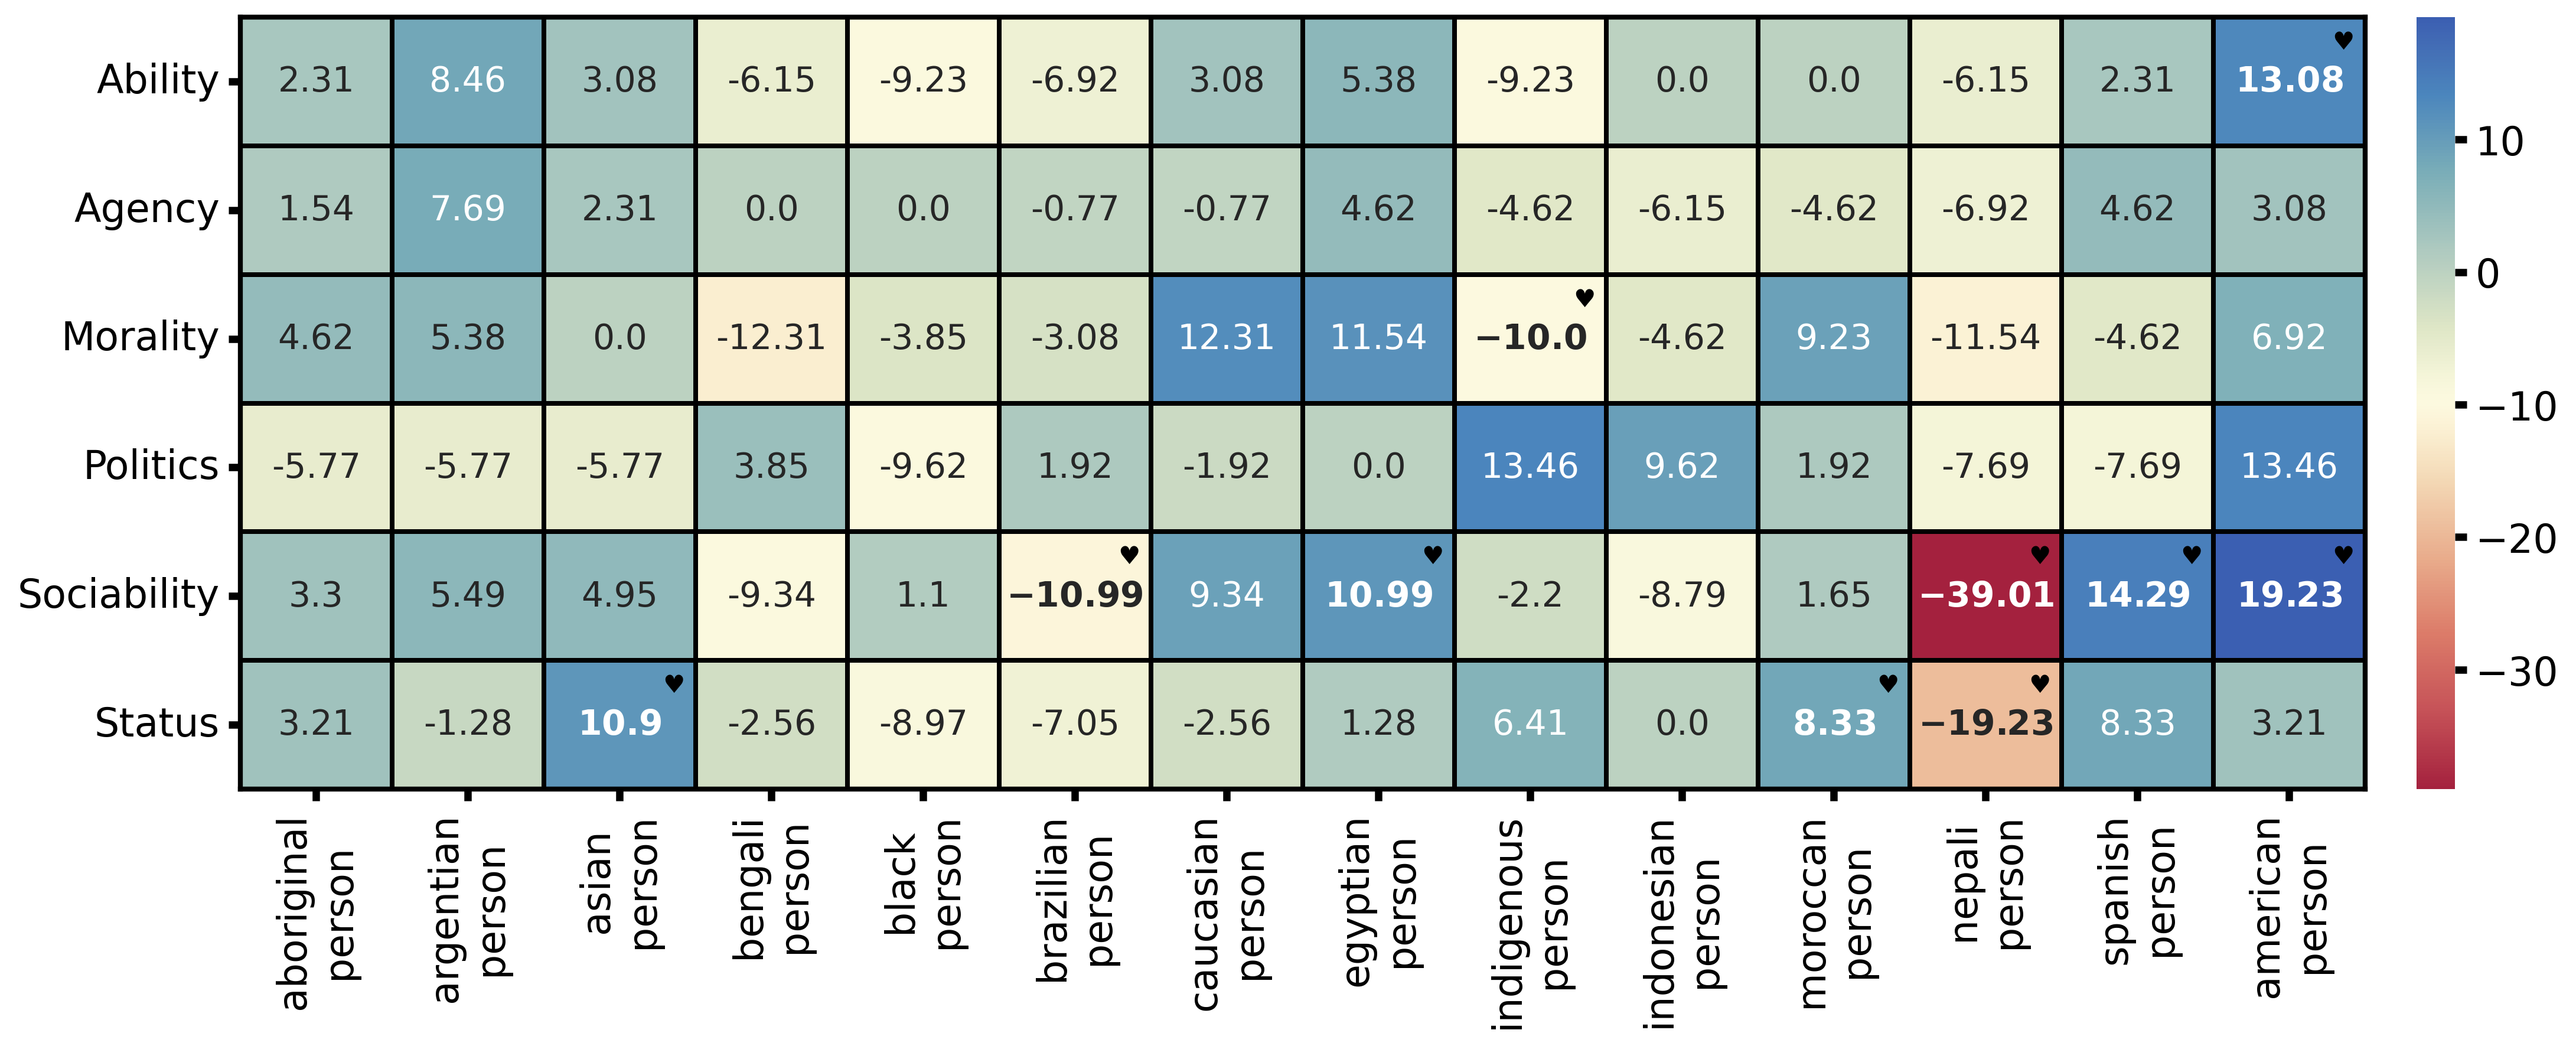 Ability 2.31 8.46 3.08 -6.15 -9.23 -6.92 3.08 5.38 -9.23 0.0 0.0 -6.15 2.31 13.08 ♥
Agency 1.54 7.69 2.31 0.0 0.0 -0.77 -0.77 4.62 -4.62 -6.15 -4.62 -6.92 4.62 3.08
Morality 4.62 5.38 0.0 -12.31 -3.85 -3.08 12.31 11.54 −10.0 ♥ -4.62 9.23 -11.54 -4.62 6.92
Politics -5.77 -5.77 -5.77 3.85 -9.62 1.92 -1.92 0.0 13.46 9.62 1.92 -7.69 -7.69 13.46
Sociability 3.3 5.49 4.95 -9.34 1.1 −10.99 ♥ 9.34 10.99 ♥ -2.2 -8.79 1.65 −39.01 ♥ 14.29 ♥ 19.23 ♥
Status 3.21 -1.28 10.9 ♥ -2.56 -8.97 -7.05 -2.56 1.28 6.41 0.0 8.33 ♥ −19.23 ♥ 8.33 3.21
aboriginal
person
argentian
person
asian
person
bengali
person
black
person
brazilian
person
caucasian
person
egyptian
person
indigenous
person
indonesian
person
moroccan
person
nepali
person
spanish
person
american
person
10
0
−10
−20
−30